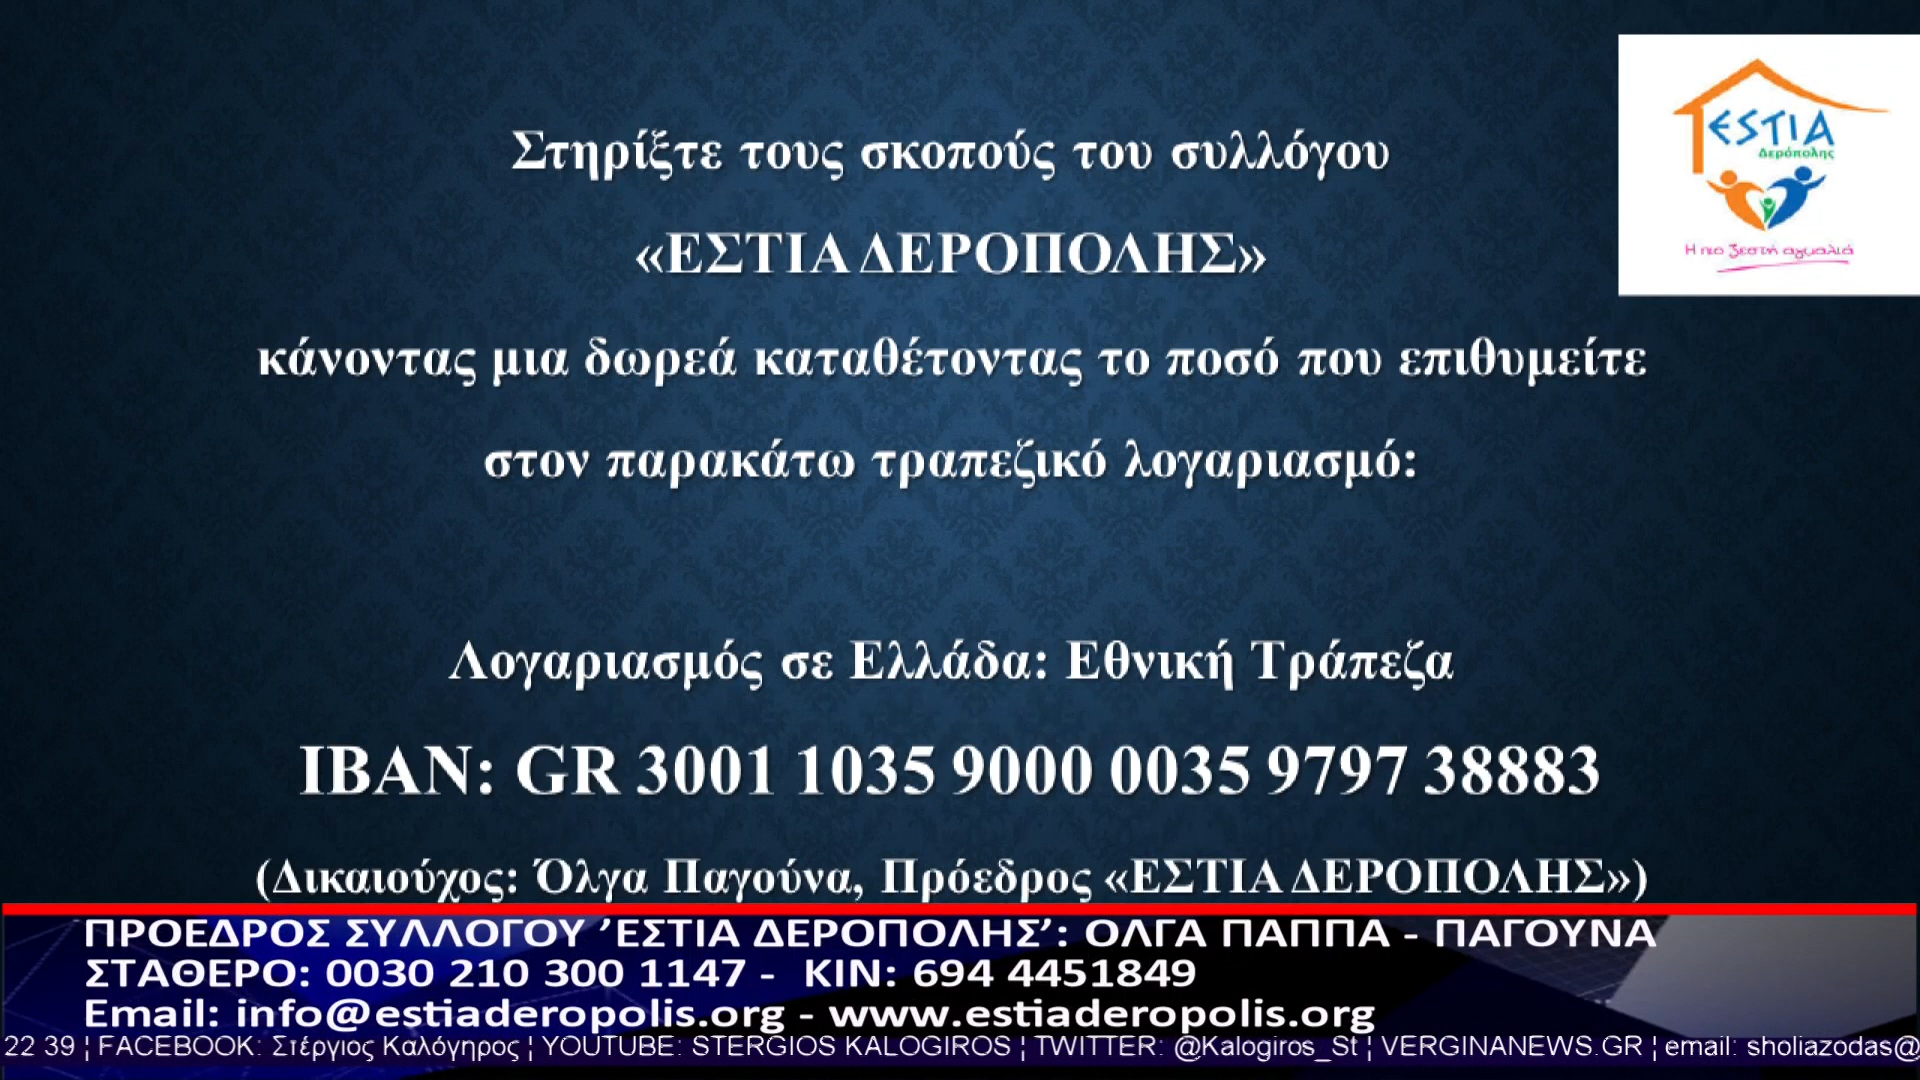 ΕΣΤΙΑ
Δερόπολης
Η πιο ζεστή αγκαλιά
Στηρίξτε τους σκοπούς του συλλόγου
«ΕΣΤΙΑ ΔΕΡΟΠΟΛΗΣ»
κάνοντας μια δωρεά καταθέτοντας το ποσό που επιθυμείτε
στον παρακάτω τραπεζικό λογαριασμό:
Λογαριασμός σε Ελλάδα: Εθνική Τράπεζα
IBAN: GR 3001 1035 9000 0035 9797 38883
(Δικαιούχος: Όλγα Παγούνα, Πρόεδρος «ΕΣΤΙΑ ΔΕΡΟΠΟΛΗΣ»)
ΠΡΟΕΔΡΟΣ ΣΥΛΛΟΓΟΥ ’ΕΣΤΙΑ ΔΕΡΟΠΟΛΗΣ’: ΟΛΓΑ ΠΑΠΠΑ - ΠΑΓΟΥΝΑ
ΣΤΑΘΕΡΟ: 0030 210 300 1147 - ΚΙΝ: 694 4451849
Email: info@estiaderopolis.org - www.estiaderopolis.org
22 39 ¦ FACEBOOK: Στέργιος Καλόγηρος ¦ YOUTUBE: STERGIOS KALOGIROS ¦ TWITTER: @Kalogiros_St ¦ VERGINANEWS.GR ¦ email: sholiazodas@